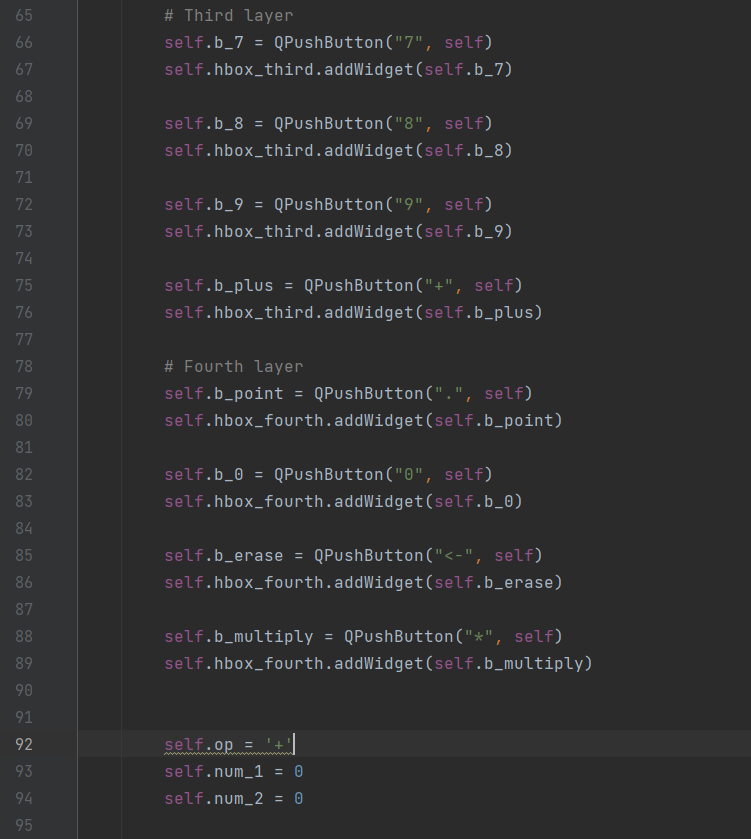 65 # Third layer
66 self.b_7 = QPushButton("7", self)
67 self.hbox_third.addWidget(self.b_7)
68
69 self.b_8 = QPushButton("8", self)
70 self.hbox_third.addWidget(self.b_8)
71
72 self.b_9 = QPushButton("9", self)
73 self.hbox_third.addWidget(self.b_9)
74
75 self.b_plus = QPushButton("+", self)
76 self.hbox_third.addWidget(self.b_plus)
77
78 # Fourth layer
79 self.b_point = QPushButton(".", self)
80 self.hbox_fourth.addWidget(self.b_point)
81
82 self.b_0 = QPushButton("0", self)
83 self.hbox_fourth.addWidget(self.b_0)
84
85 self.b_erase = QPushButton("<-", self)
86 self.hbox_fourth.addWidget(self.b_erase)
87
88 self.b_multiply = QPushButton("*", self)
89 self.hbox_fourth.addWidget(self.b_multiply)
90
91
92 self.op = '+'
93 self.num_1 = 0
94 self.num_2 = 0
95